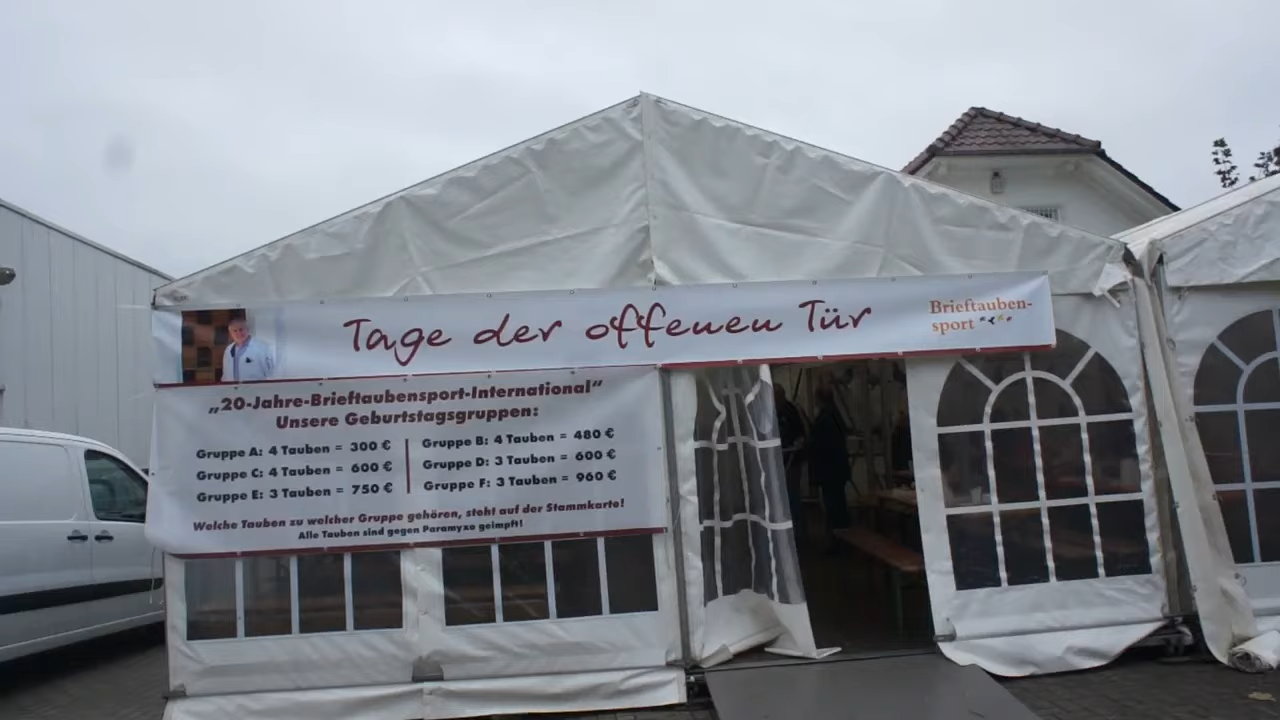 Tage der offenen Tür
Brieftauben-
sport
„20-Jahre-Brieftaubensport-International“
Unsere Geburtstagsgruppen:
Gruppe A: 4 Tauben = 300 €
Gruppe B: 4 Tauben = 480 €
Gruppe C: 4 Tauben = 600 €
Gruppe D: 3 Tauben = 600 €
Gruppe E: 3 Tauben = 750 €
Gruppe F: 3 Tauben = 960 €
Welche Tauben zu welcher Gruppe gehören, steht auf der Stammkarte!
Alle Tauben sind gegen Paramyxo geimpft!